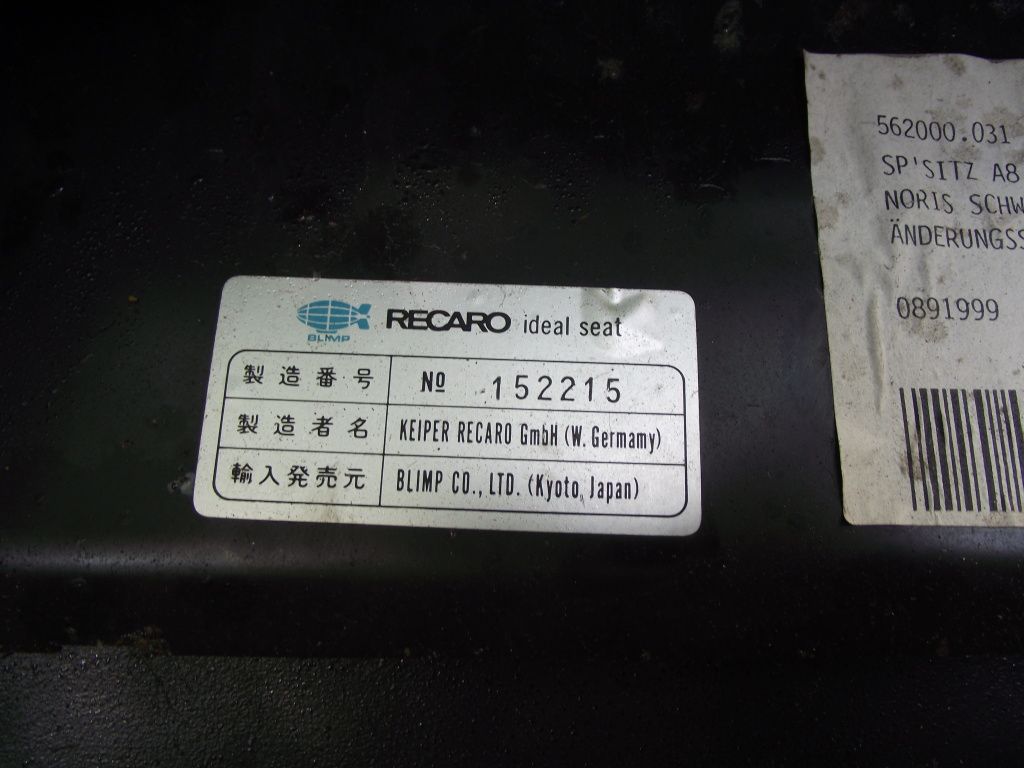 BLIMP
RECARO ideal seat
製造番号 No 152215
製造者名 KEIPER RECARO GmbH (W. Germamy)
輸入発売元 BLIMP CO., LTD. (Kyoto, Japan)
562000.031
SP'SITZ A8
NORIS SCHW
ÄNDERUNGSS
0891999